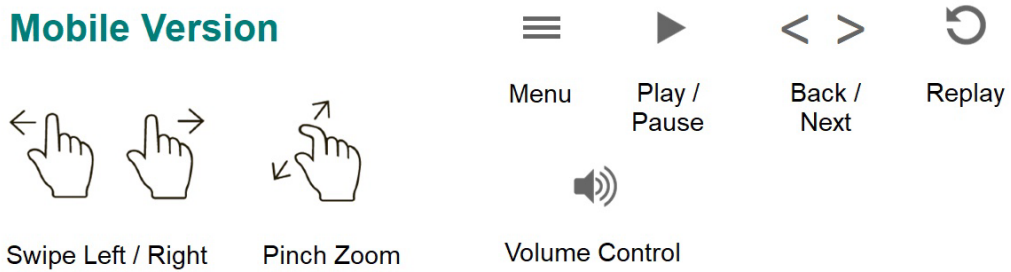 Mobile Version
Menu
Play /
Pause
Back /
Next
Replay
Swipe Left / Right
Pinch Zoom
Volume Control